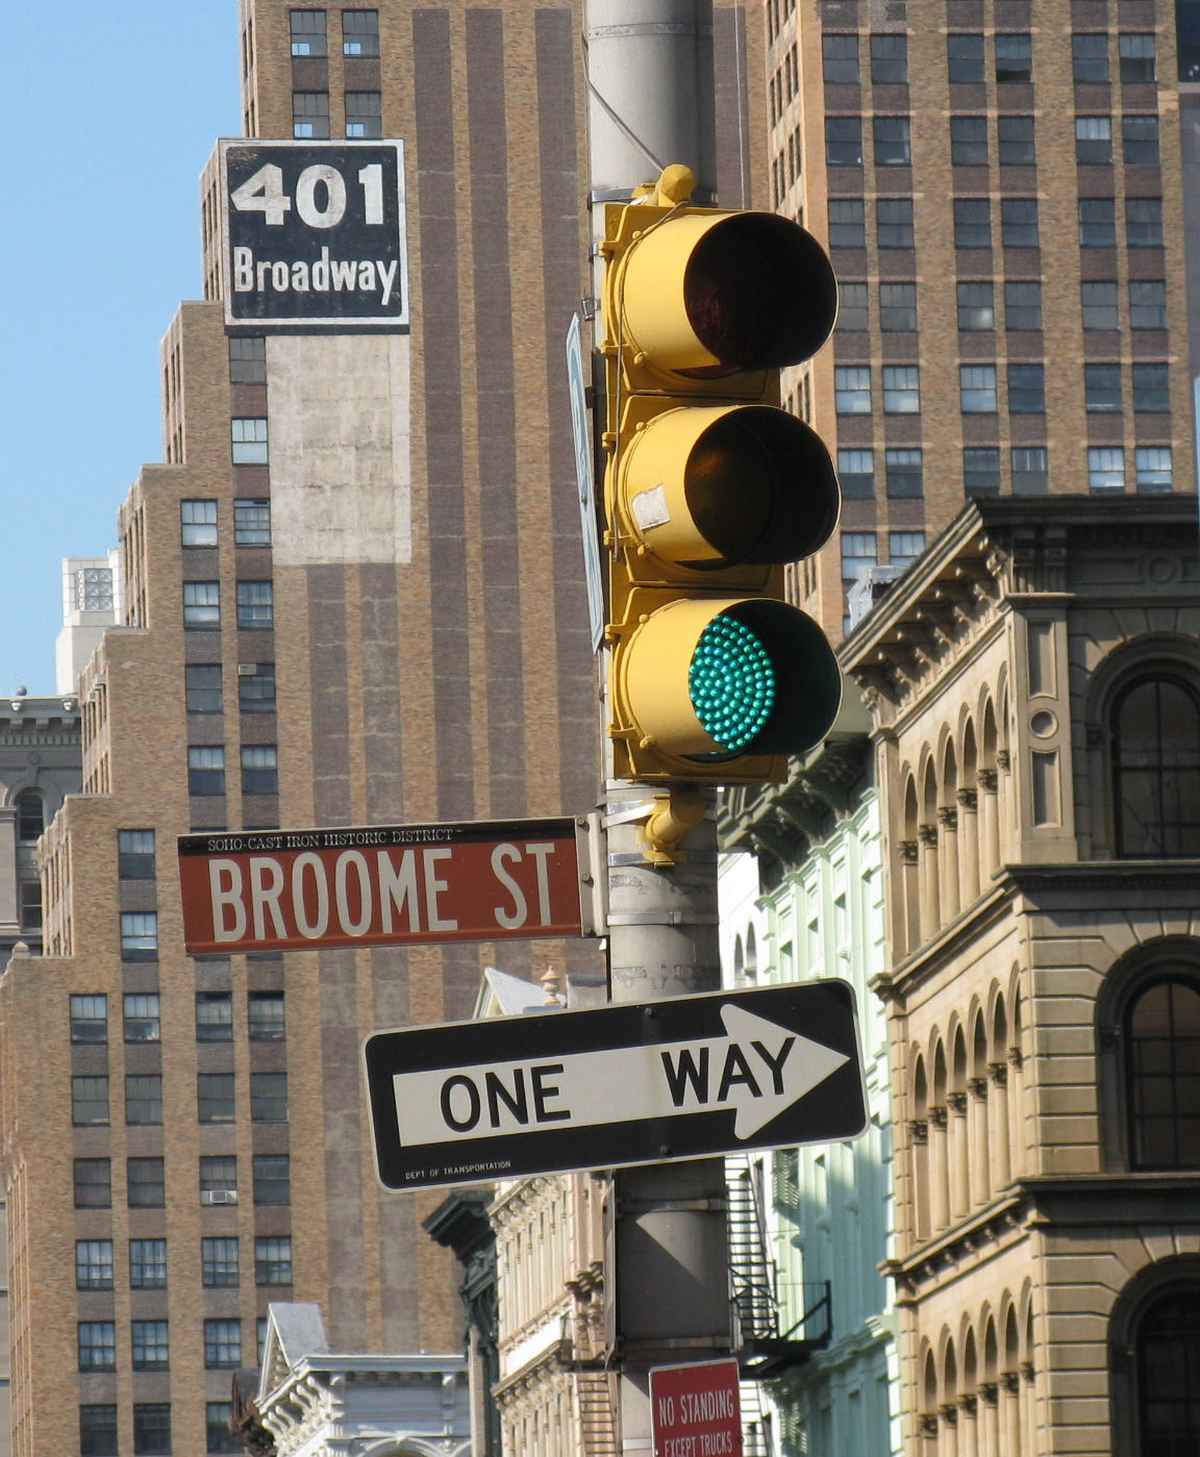 401
Broadway
SOHO-CAST IRON HISTORIC DISTRICT
BROOME ST
ONE WAY
DEPT OF TRANSPORTATION
NO STANDING
EXCEPT TRUCKS